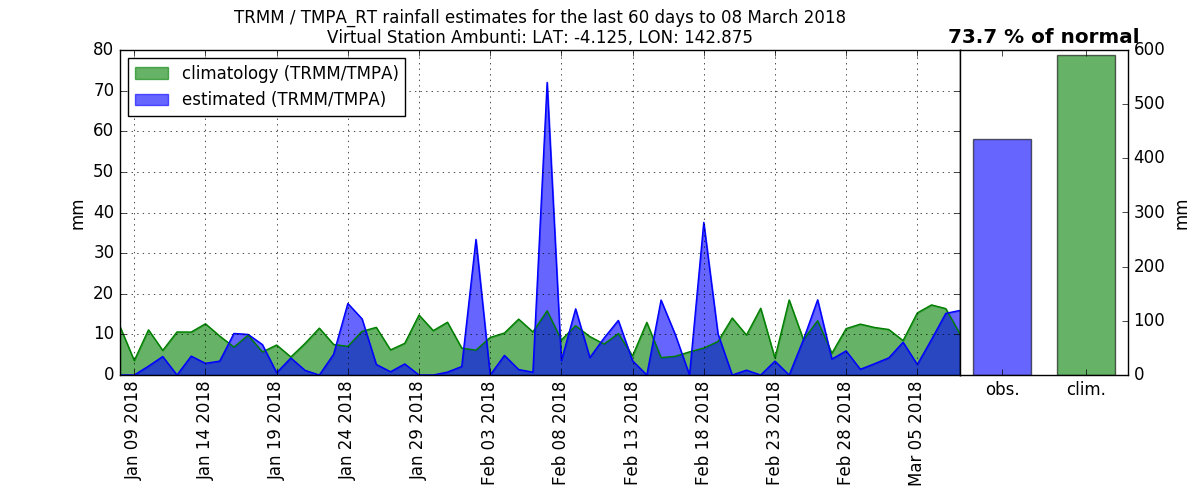 TRMM / TMPA_RT rainfall estimates for the last 60 days to 08 March 2018
Virtual Station Ambunti: LAT: -4.125, LON: 142.875
73.7 % of normal
climatology (TRMM/TMPA)
estimated (TRMM/TMPA)
mm
80
70
60
50
40
30
20
10
0
Jan 09 2018
Jan 14 2018
Jan 19 2018
Jan 24 2018
Jan 29 2018
Feb 03 2018
Feb 08 2018
Feb 13 2018
Feb 18 2018
Feb 23 2018
Feb 28 2018
Mar 05 2018
obs.
clim.
600
500
400
300
200
100
0
mm